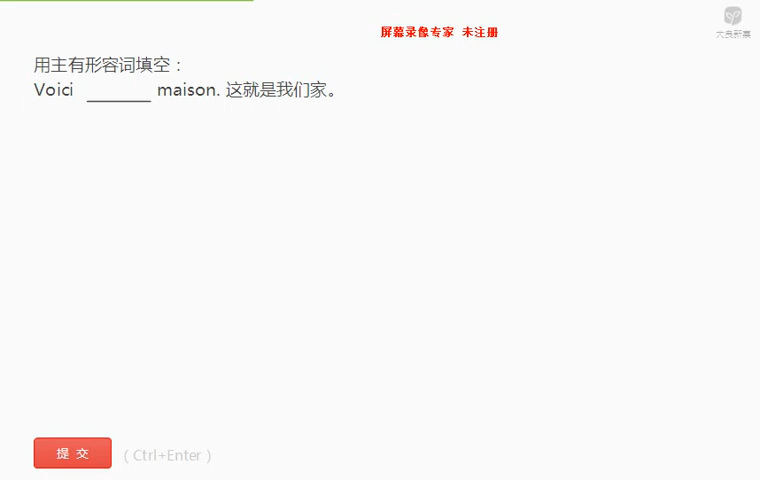 屏幕录像专家 未注册
用主有形容词填空：
Voici _______ maison. 这就是我们家。
提 交
( Ctrl+Enter )